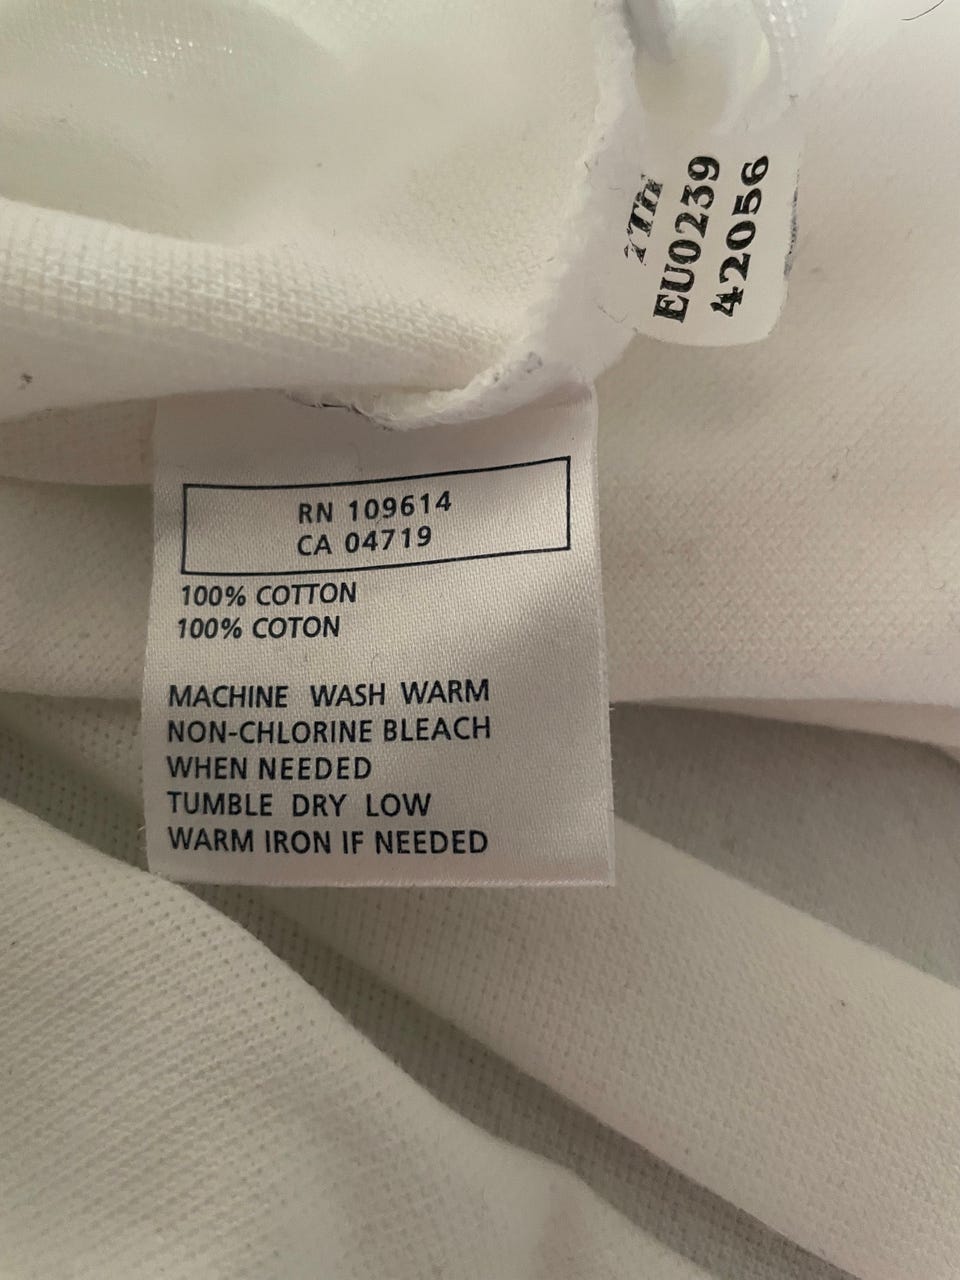 EU0239
42056
RN 109614
CA 04719
100% COTTON
100% COTON
MACHINE WASH WARM
NON-CHLORINE BLEACH
WHEN NEEDED
TUMBLE DRY LOW
WARM IRON IF NEEDED